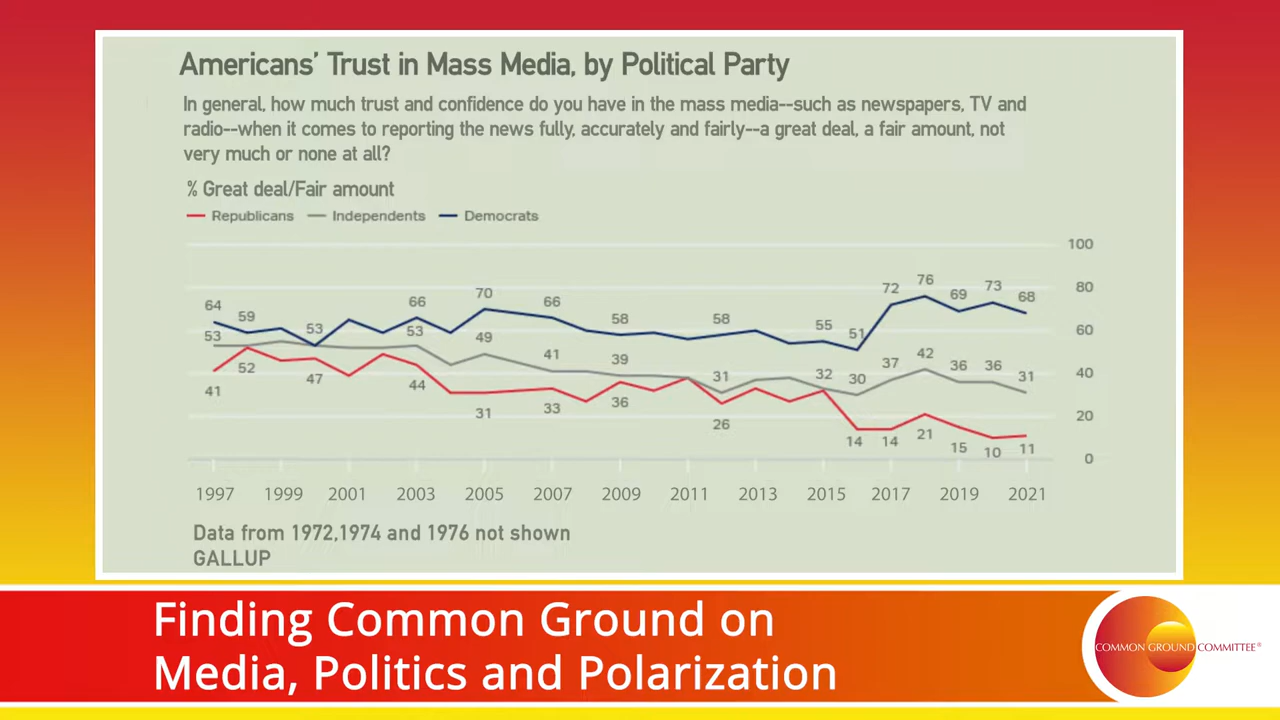 Americans’ Trust in Mass Media, by Political Party
In general, how much trust and confidence do you have in the mass media--such as newspapers, TV and
radio--when it comes to reporting the news fully, accurately and fairly--a great deal, a fair amount, not
very much or none at all?
% Great deal/Fair amount
Republicans Independents Democrats
100
80
60
40
20
0
64 59 53 66 70 66 58 58 55 51 72 76 69 73 68
53 53 49 41 39 31 32 30 37 42 36 36 31
41 52 47 44 31 33 36 26 14 14 21 15 10 11
1997 1999 2001 2003 2005 2007 2009 2011 2013 2015 2017 2019 2021
Data from 1972,1974 and 1976 not shown
GALLUP
Finding Common Ground on
Media, Politics and Polarization
COMMON GROUND COMMITTEE®